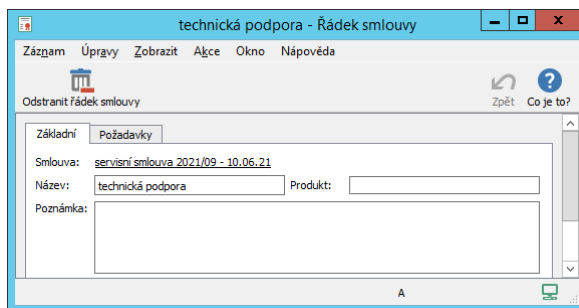 technická podpora - Řádek smlouvy
Záznam Úpravy Zobrazit Akce Okno Nápověda
Odstranit řádek smlouvy Zpět Co je to?
Základní Požadavky
Smlouva: servisní smlouva 2021/09 - 10.06.21
Název: technická podpora Produkt:
Poznámka:
A